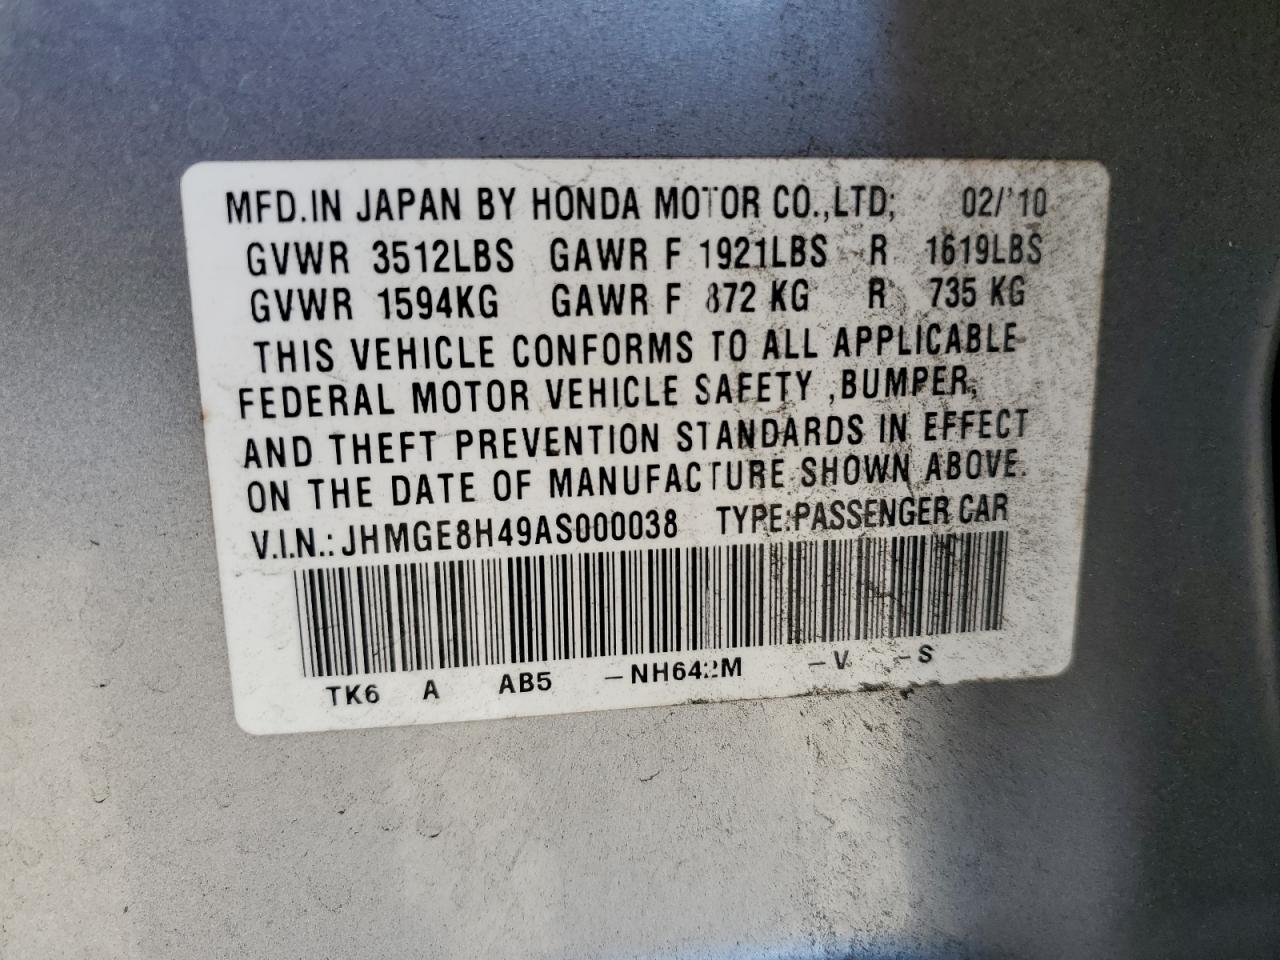 MFD.IN JAPAN BY HONDA MOTOR CO.,LTD; 02/'10
GVWR 3512LBS GAWR F 1921LBS R 1619LBS
GVWR 1594KG GAWR F 872 KG R 735 KG
THIS VEHICLE CONFORMS TO ALL APPLICABLE
FEDERAL MOTOR VEHICLE SAFETY ,BUMPER,
AND THEFT PREVENTION STANDARDS IN EFFECT
ON THE DATE OF MANUFACTURE SHOWN ABOVE.
V.I.N.: JHMGE8H49AS000038 TYPE:PASSENGER CAR
TK6 A AB5 –NH642M –V –S